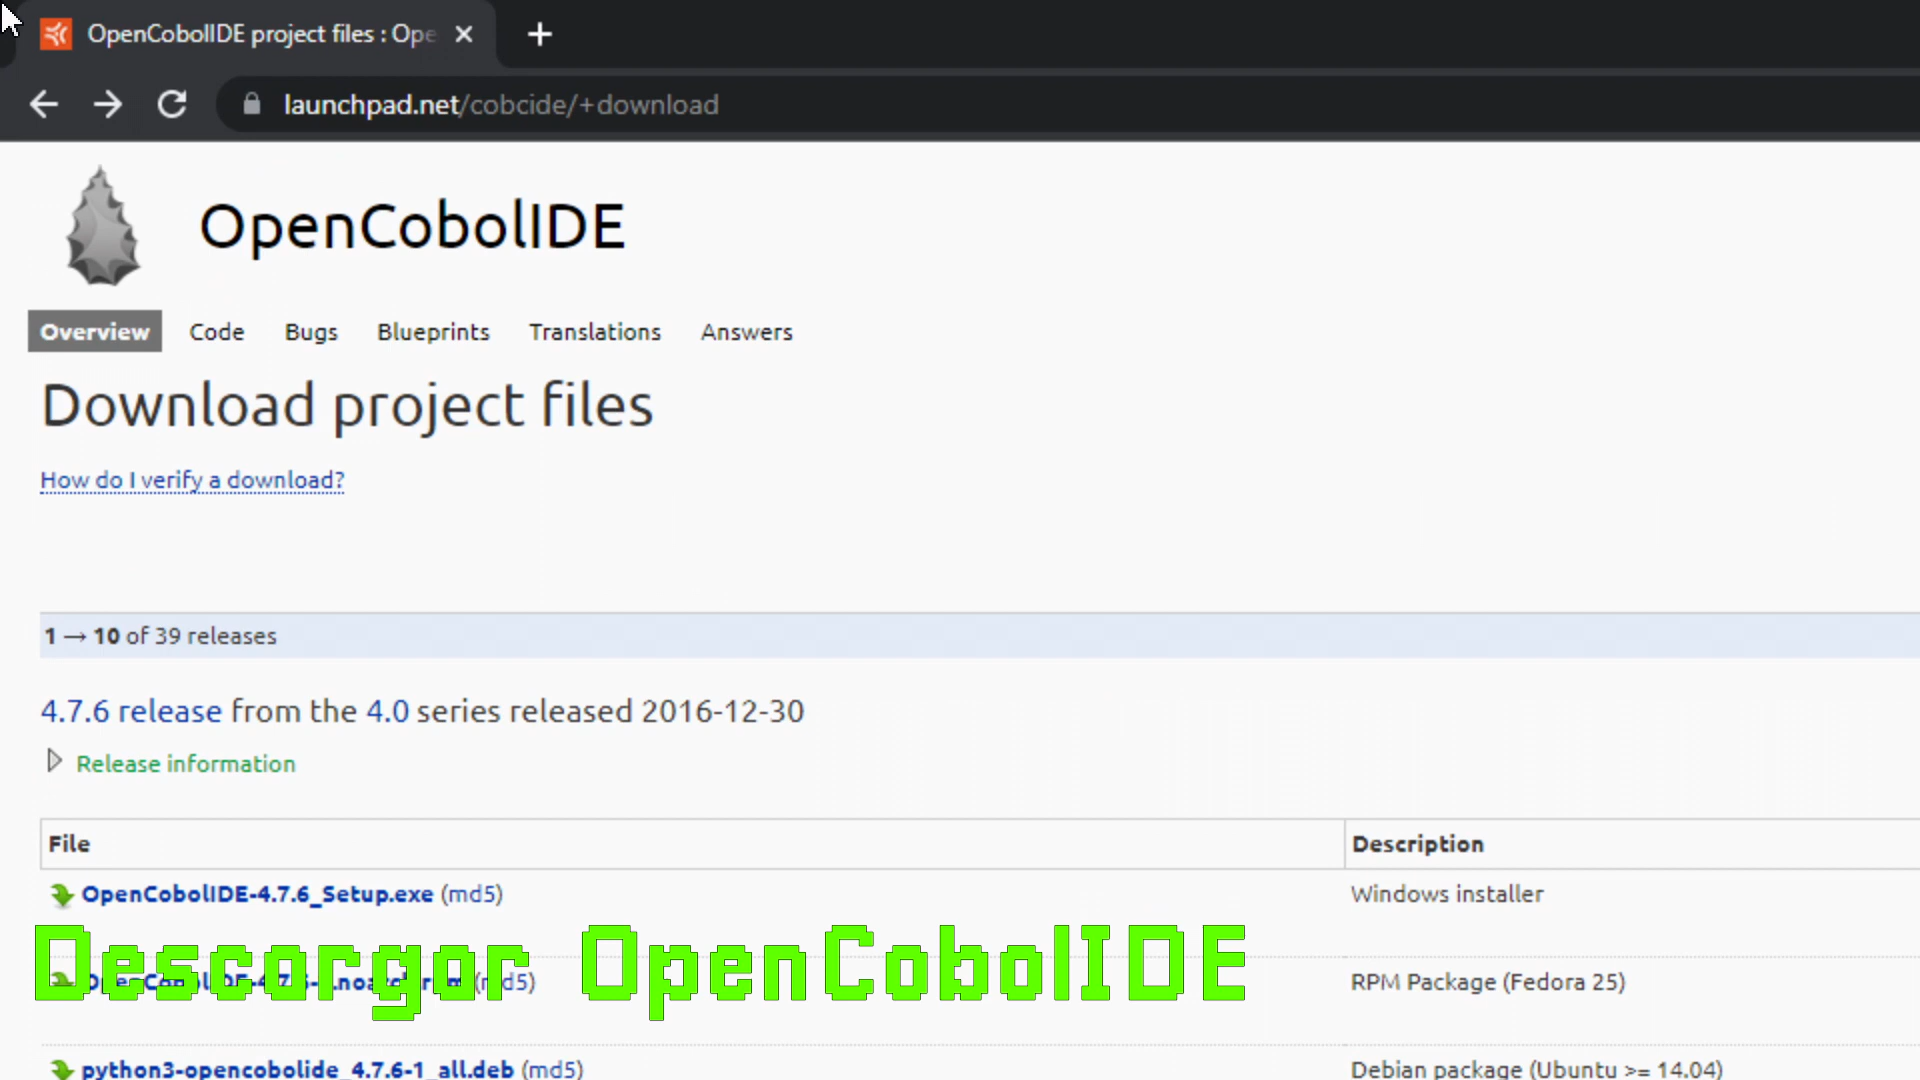 OpenCobolIDE project files : Ope
launchpad.net/cobcide/+download
OpenCobolIDE
Overview Code Bugs Blueprints Translations Answers
Download project files
How do I verify a download?
1 → 10 of 39 releases
4.7.6 release from the 4.0 series released 2016-12-30
Release information
File Description
OpenCobolIDE-4.7.6_Setup.exe (md5) Windows installer
Descargar OpenCobolIDE
(md5) RPM Package (Fedora 25)
python3-opencobolide_4.7.6-1_all.deb (md5) Debian package (Ubuntu >= 14.04)